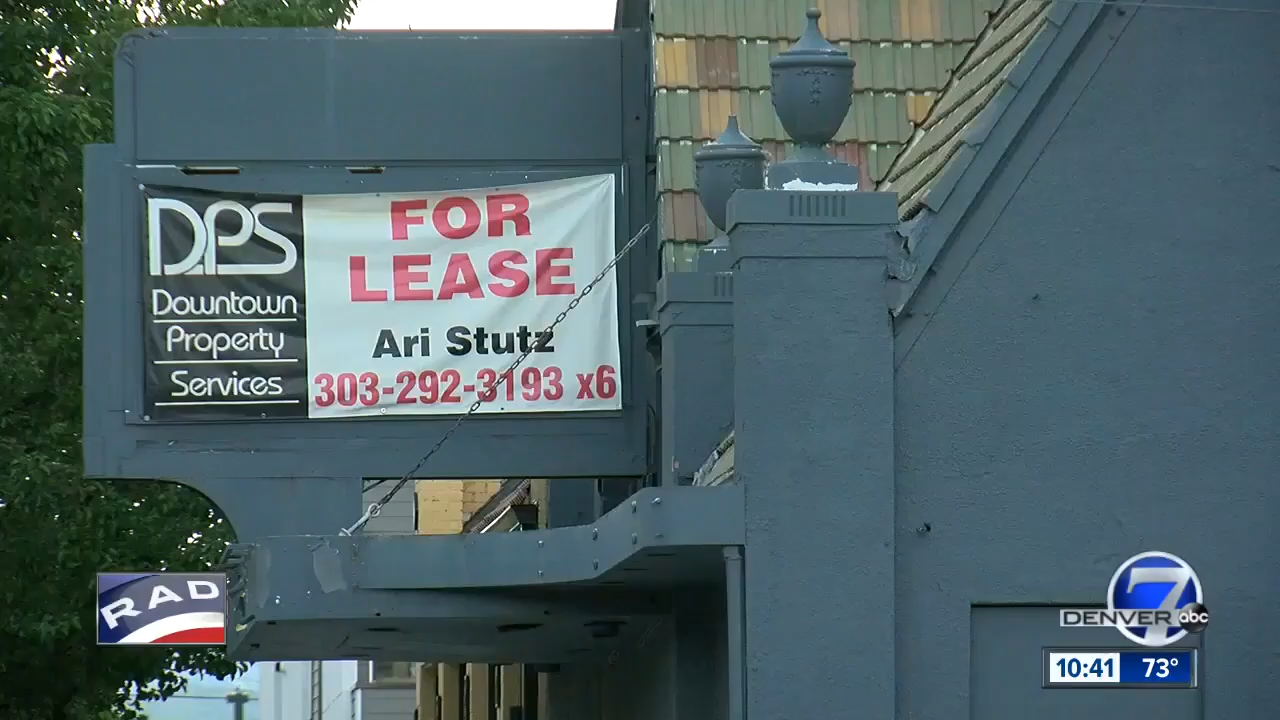 DPS
Downtown
Property
Services
FOR
LEASE
Ari Stutz
303-292-3193 x6
RAD
7
DENVER abc
10:41 73°